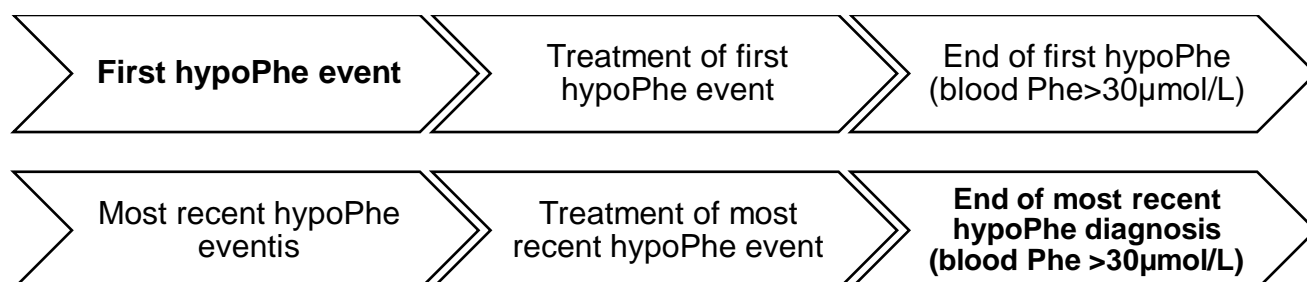 First hypoPhe event
Treatment of first
hypoPhe event
End of first hypoPhe
(blood Phe>30µmol/L)
Most recent hypoPhe
eventis
Treatment of most
recent hypoPhe event
End of most recent
hypoPhe diagnosis
(blood Phe >30µmol/L)